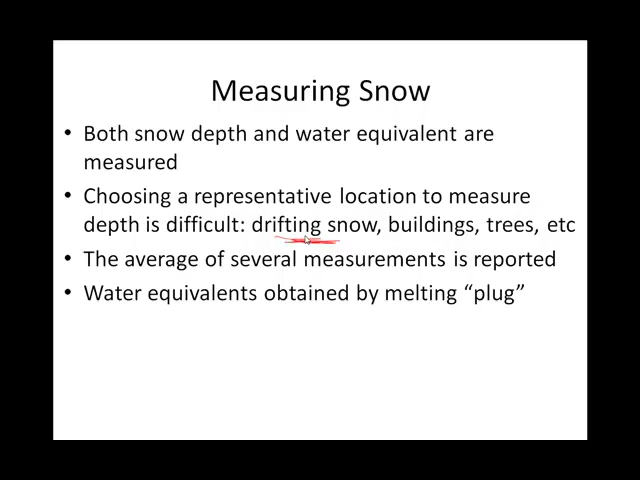 Measuring Snow
• Both snow depth and water equivalent are
measured
• Choosing a representative location to measure
depth is difficult: drifting snow, buildings, trees, etc
• The average of several measurements is reported
• Water equivalents obtained by melting “plug”